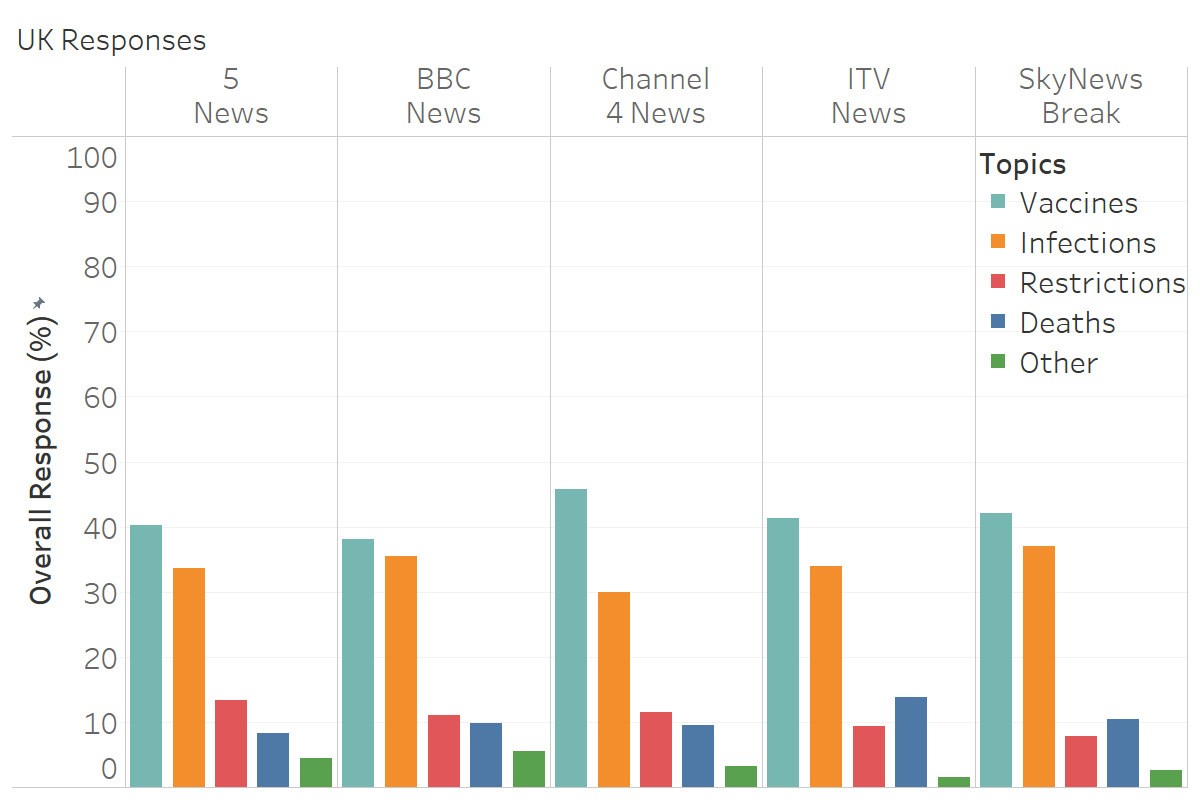 UK Responses
5 News
BBC News
Channel 4 News
ITV News
SkyNews Break
Topics
Vaccines
Infections
Restrictions
Deaths
Other
Overall Response (%)
100
90
80
70
60
50
40
30
20
10
0